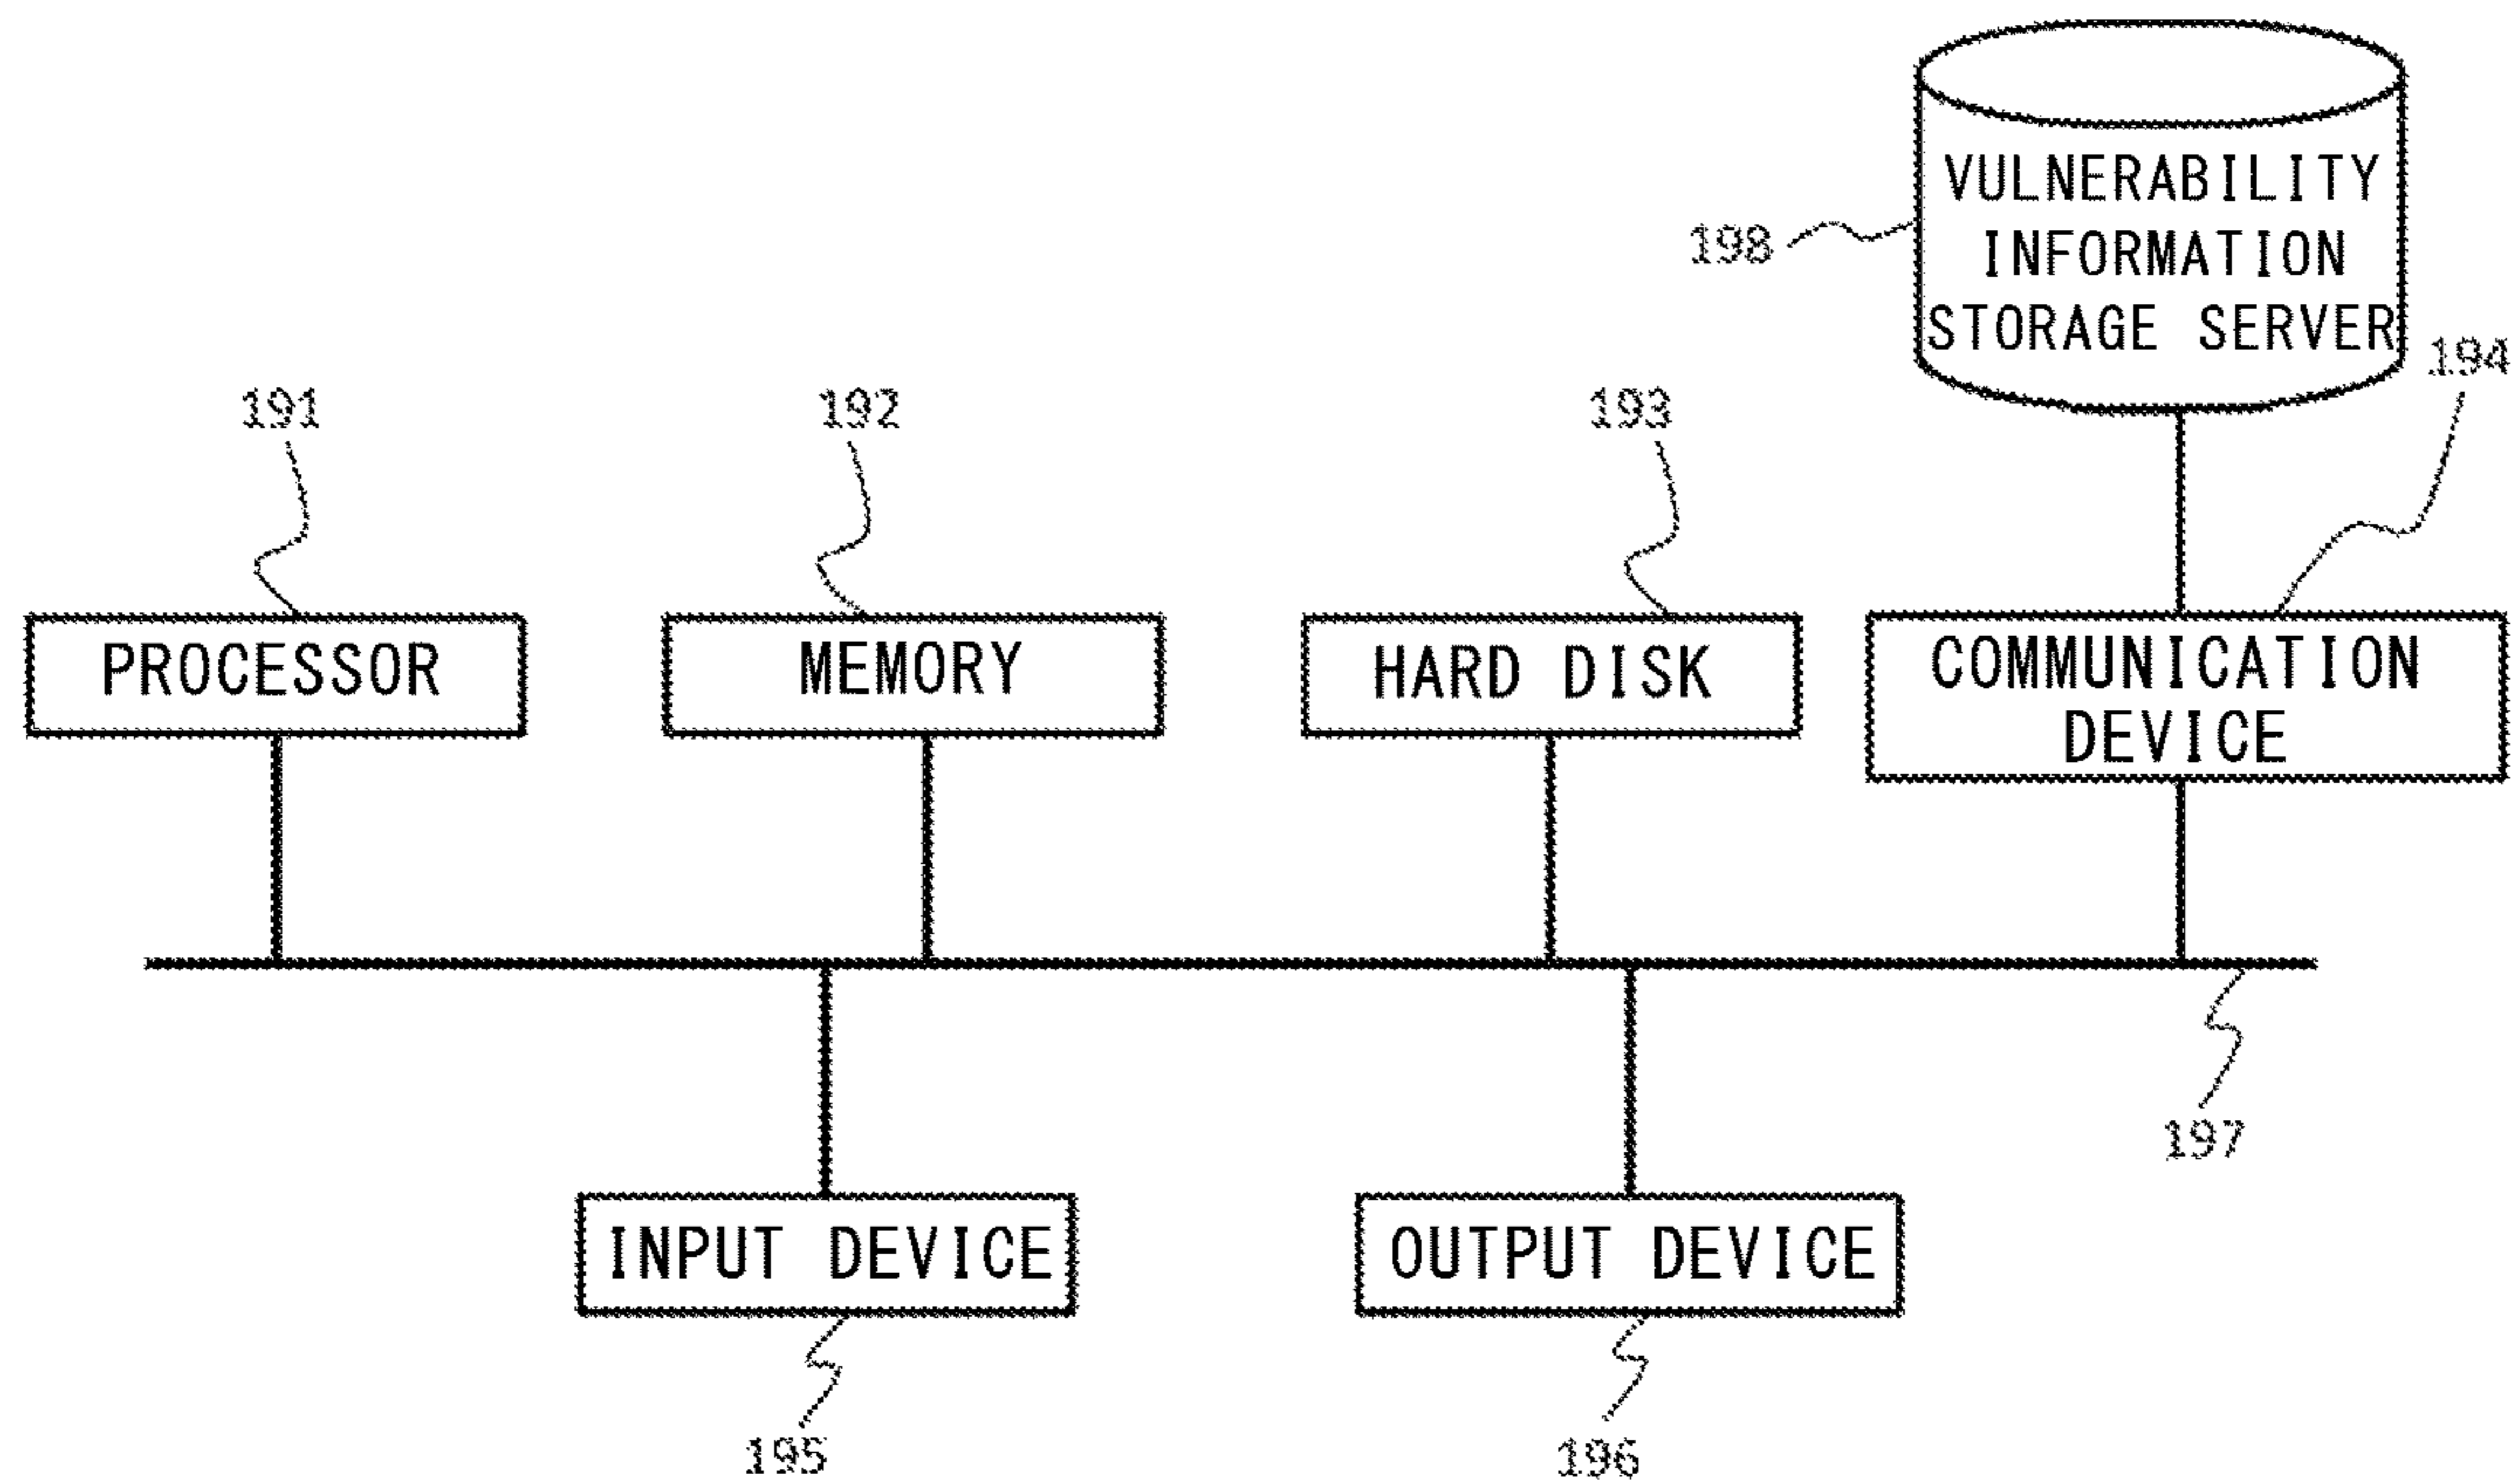 VULNERABILITY
INFORMATION
STORAGE SERVER
198
194
191
192
193
PROCESSOR
MEMORY
HARD DISK
COMMUNICATION
DEVICE
197
INPUT DEVICE
OUTPUT DEVICE
195
196